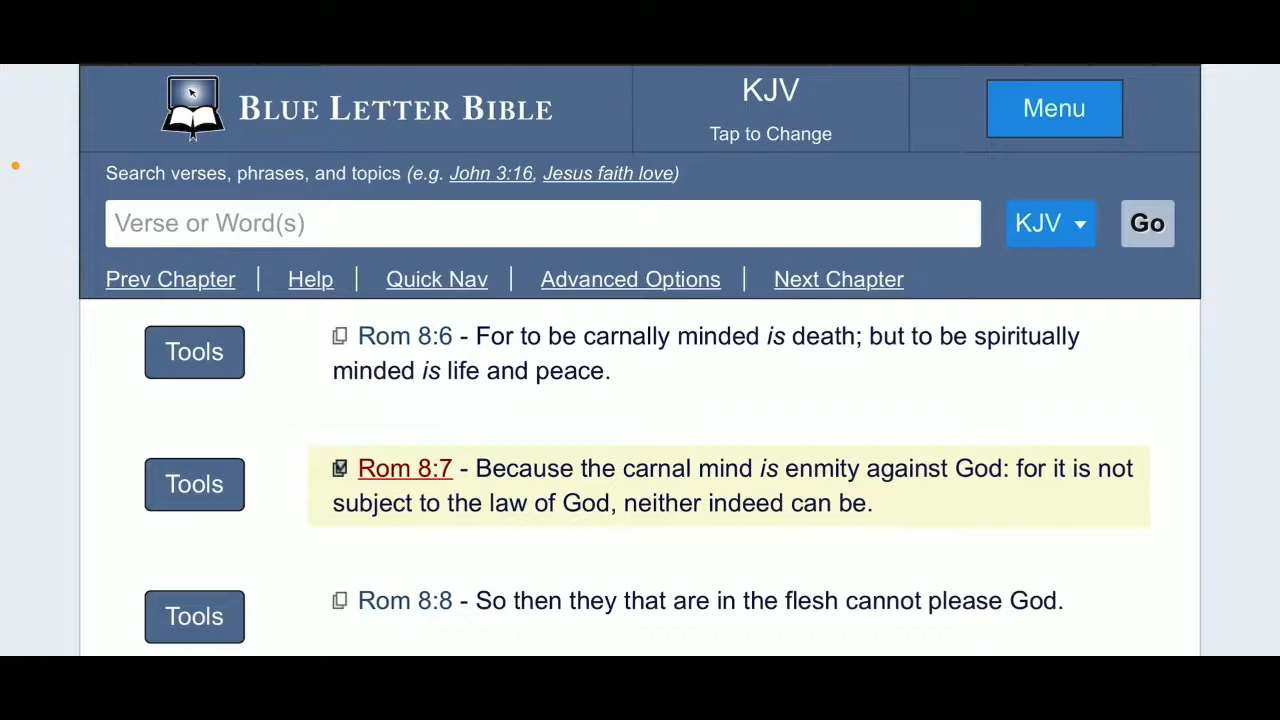 BLUE LETTER BIBLE
KJV
Tap to Change
Menu
Search verses, phrases, and topics (e.g. John 3:16, Jesus faith love)
Verse or Word(s)
KJV
Go
Prev Chapter | Help | Quick Nav | Advanced Options | Next Chapter
Tools
Rom 8:6 - For to be carnally minded is death; but to be spiritually
minded is life and peace.
Tools
Rom 8:7 - Because the carnal mind is enmity against God: for it is not
subject to the law of God, neither indeed can be.
Tools
Rom 8:8 - So then they that are in the flesh cannot please God.